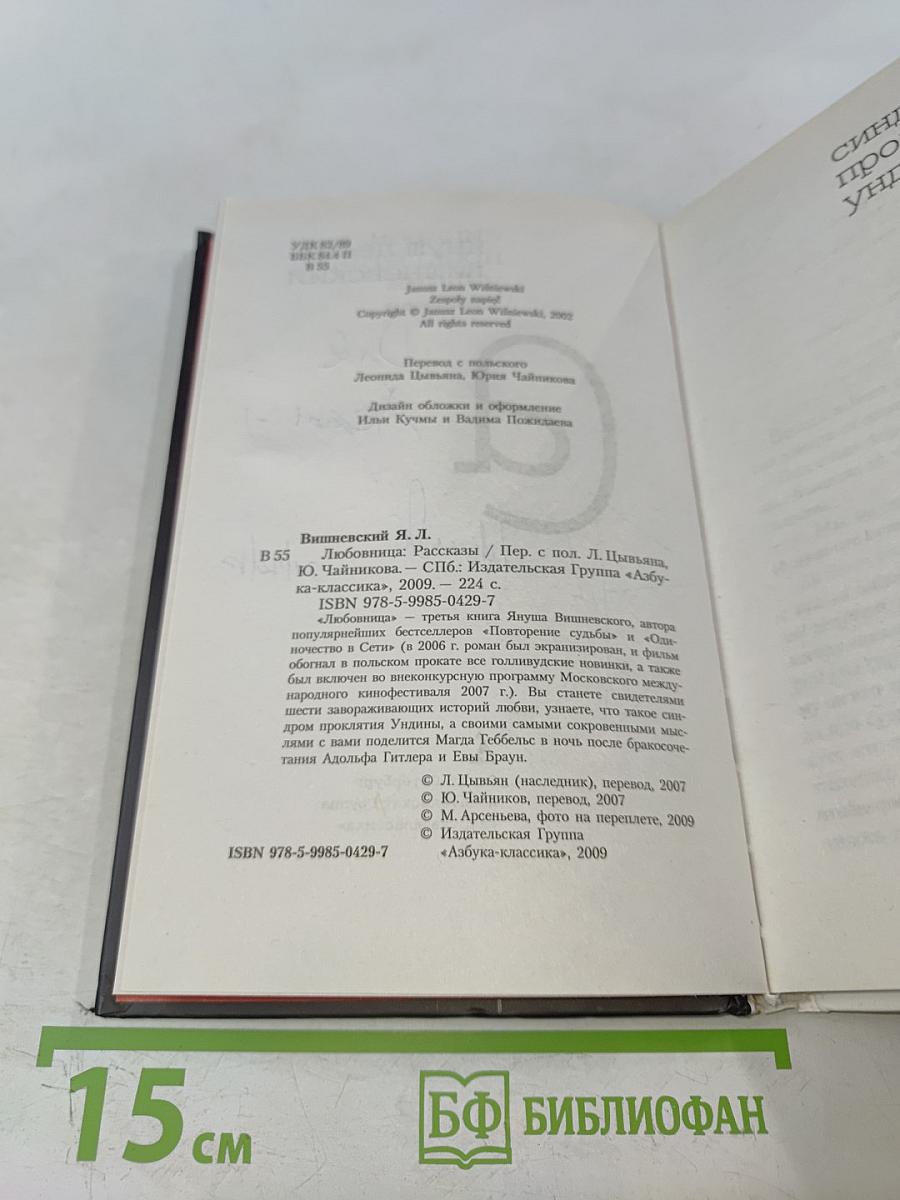 УДК 82/89
ББК 84.4 П
В 55
Janusz Leon Wiśniewski
Zespoły napięć
Copyright © Janusz Leon Wiśniewski, 2002
All rights reserved
Перевод с польского
Леонида Цывьяна, Юрия Чайникова
Дизайн обложки и оформление
Ильи Кучмы и Вадима Пожидаева
Вишневский Я. Л.
В 55 Любовница: Рассказы / Пер. с пол. Л. Цывьяна,
Ю. Чайникова. — СПб.: Издательская Группа «Азбу-
ка-классика», 2009. — 224 с.
ISBN 978-5-9985-0429-7
«Любовница» — третья книга Януша Вишневского, автора
популярнейших бестселлеров «Повторение судьбы» и «Оди-
ночество в Сети» (в 2006 г. роман был экранизирован, и фильм
обогнал в польском прокате все голливудские новинки, а также
был включен во внеконкурсную программу Московского между-
народного кинофестиваля 2007 г.). Вы станете свидетелями
шести завораживающих историй любви, узнаете, что такое син-
дром проклятия Ундины, а своими самыми сокровенными мыс-
лями с вами поделится Магда Геббельс в ночь после бракосоче-
тания Адольфа Гитлера и Евы Браун.
© Л. Цывьян (наследник), перевод, 2007
© Ю. Чайников, перевод, 2007
© М. Арсеньева, фото на переплете, 2009
© Издательская Группа
ISBN 978-5-9985-0429-7 «Азбука-классика», 2009
синд
про
унд
15 см
БФ БИБЛИОФАН